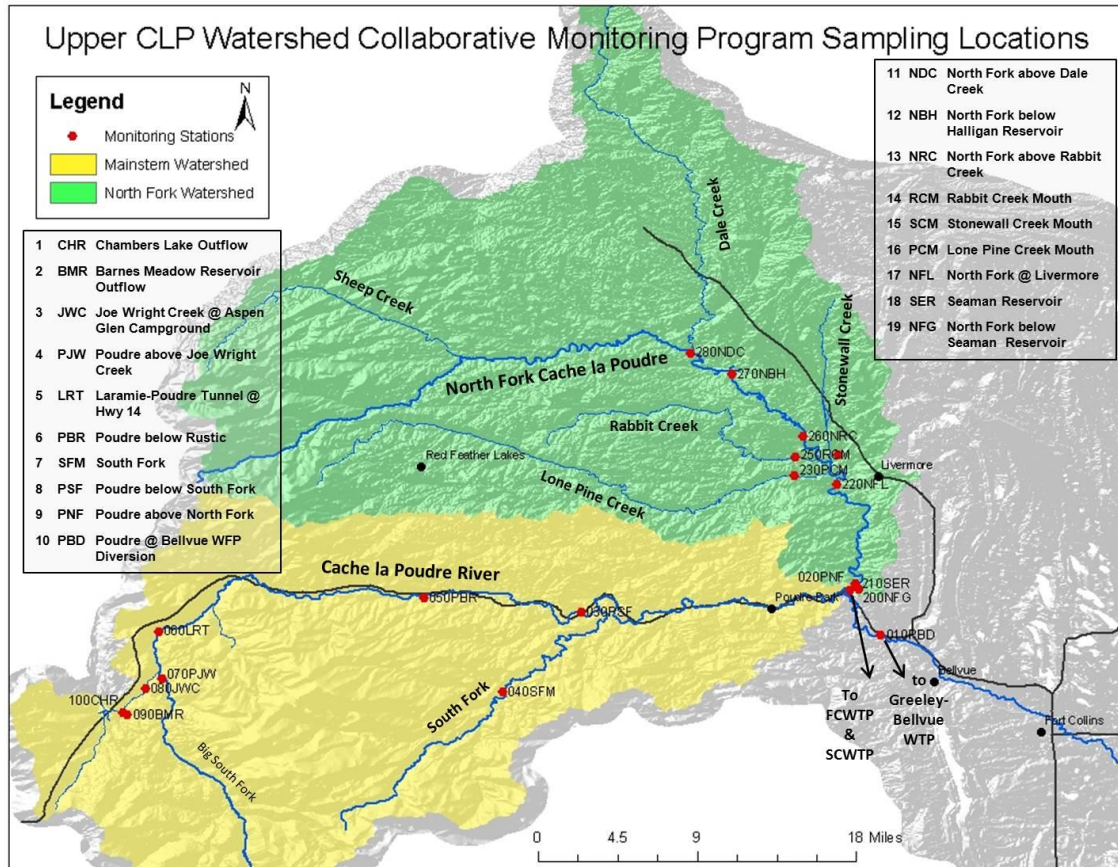 Upper CLP Watershed Collaborative Monitoring Program Sampling Locations
Legend
N
Monitoring Stations
Mainstem Watershed
North Fork Watershed
1 CHR Chambers Lake Outflow
2 BMR Barnes Meadow Reservoir
Outflow
3 JWC Joe Wright Creek @ Aspen
Glen Campground
4 PJW Poudre above Joe Wright
Creek
5 LRT Laramie-Poudre Tunnel @
Hwy 14
6 PBR Poudre below Rustic
7 SFM South Fork
8 PSF Poudre below South Fork
9 PNF Poudre above North Fork
10 PBD Poudre @ Bellvue WFP
Diversion
11 NDC North Fork above Dale
Creek
12 NBH North Fork below
Halligan Reservoir
13 NRC North Fork above Rabbit
Creek
14 RCM Rabbit Creek Mouth
15 SCM Stonewall Creek Mouth
16 PCM Lone Pine Creek Mouth
17 NFL North Fork @ Livermore
18 SER Seaman Reservoir
19 NFG North Fork below
Seaman Reservoir
Dale Creek
Sheep Creek
Stonewall Creek
280NDC
270NBH
North Fork Cache la Poudre
Rabbit Creek
260NRC
250RCM
Red Feather Lakes
230PCM
Livermore
220NFL
Lone Pine Creek
Cache la Poudre River
020PNF
210SER
200NFG
050PBR
030PSF
Poudre Park
060LRT
010PBD
070PJW
080JWC
040SFM
Bellvue
100CHR
090BMR
South Fork
To
FCWTP
&
SCWTP
to
Greeley-
Bellvue
WTP
Fort Collins
Big South Fork
0 4.5 9 18 Miles